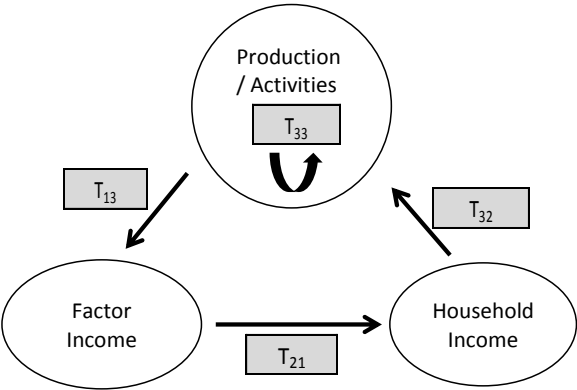 Production
/ Activities
T33
T13
T32
Factor
Income
Household
Income
T21